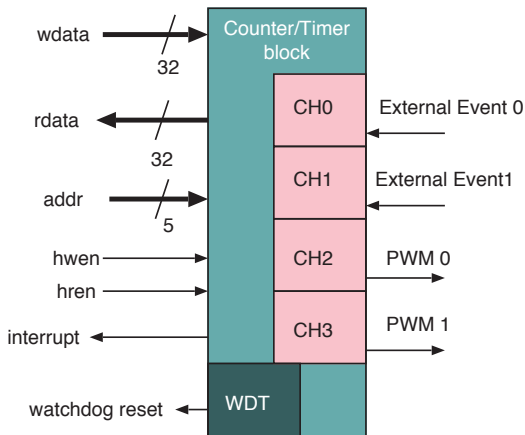 wdata
32
Counter/Timer
block
rdata
32
CH0
External Event 0
addr
5
CH1
External Event1
hwen
hren
CH2
PWM 0
interrupt
CH3
PWM 1
watchdog reset
WDT